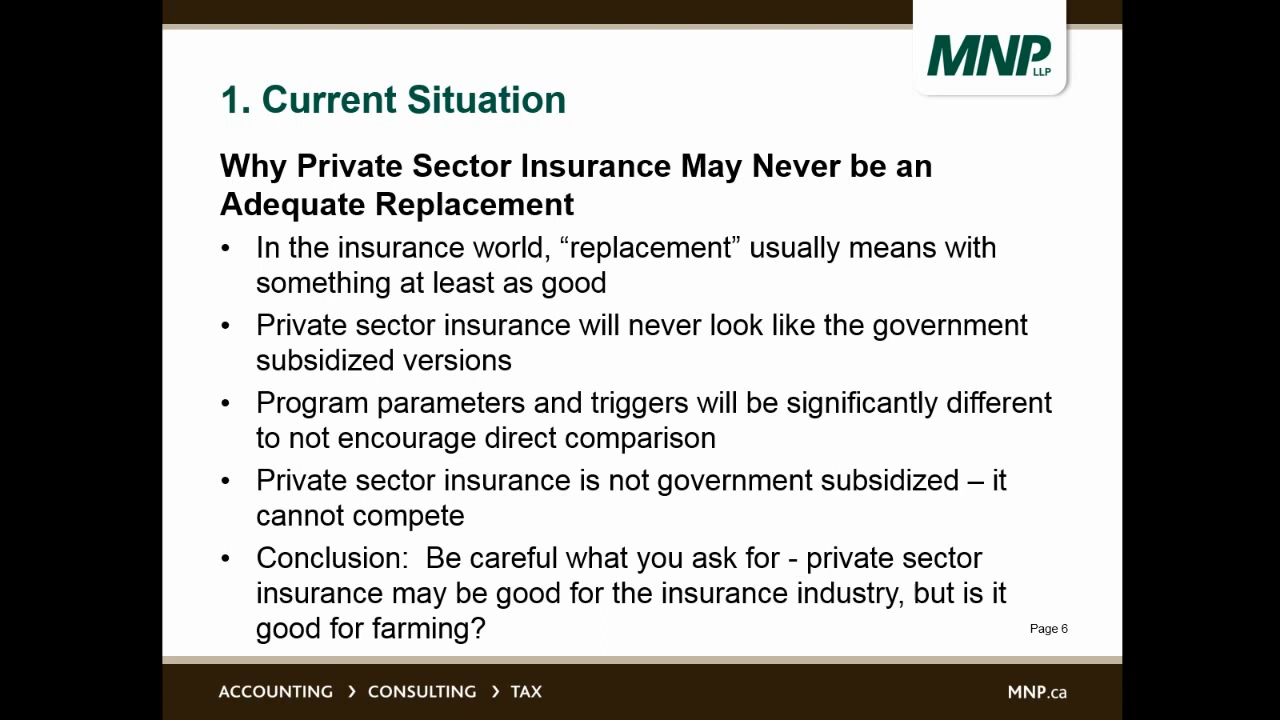 MNP
LLP
1. Current Situation
Why Private Sector Insurance May Never be an
Adequate Replacement
• In the insurance world, “replacement” usually means with
something at least as good
• Private sector insurance will never look like the government
subsidized versions
• Program parameters and triggers will be significantly different
to not encourage direct comparison
• Private sector insurance is not government subsidized – it
cannot compete
• Conclusion:  Be careful what you ask for - private sector
insurance may be good for the insurance industry, but is it
good for farming?
Page 6
ACCOUNTING › CONSULTING › TAX
MNP.ca